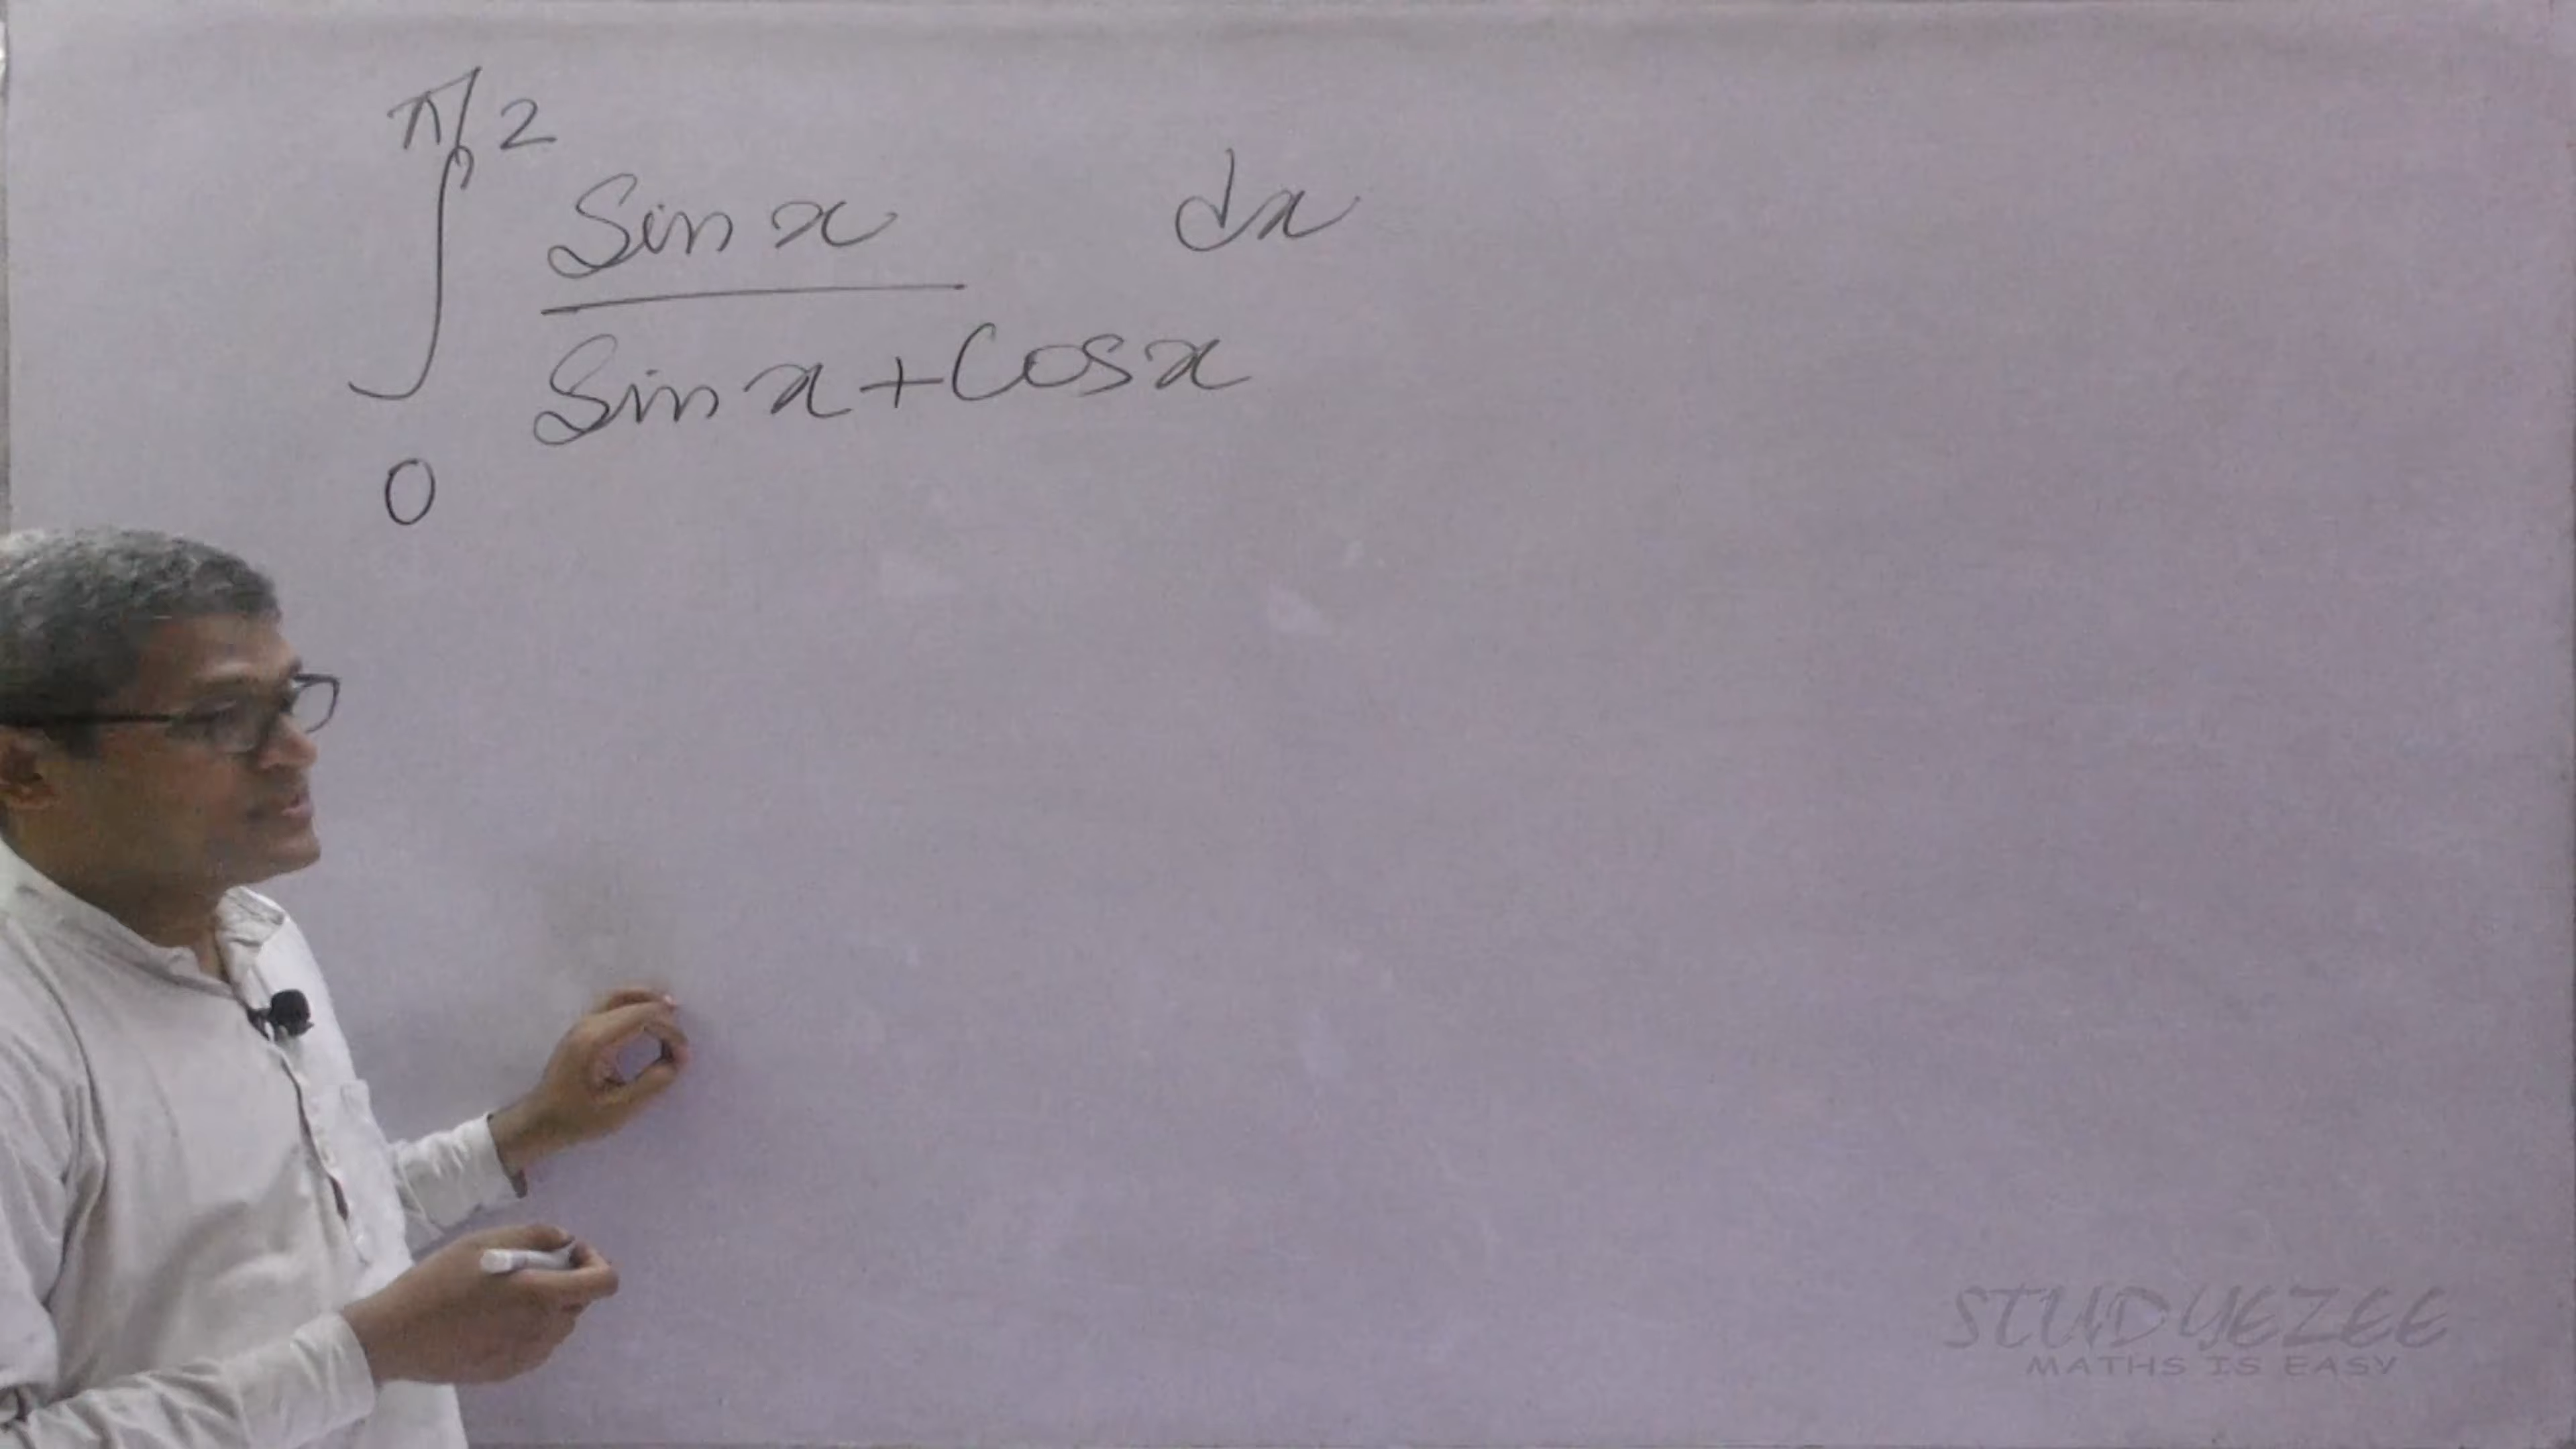 π/2
∫ Sin x dx
Sin x + Cos x
0
STUDYEZEE
MATHS IS EASY